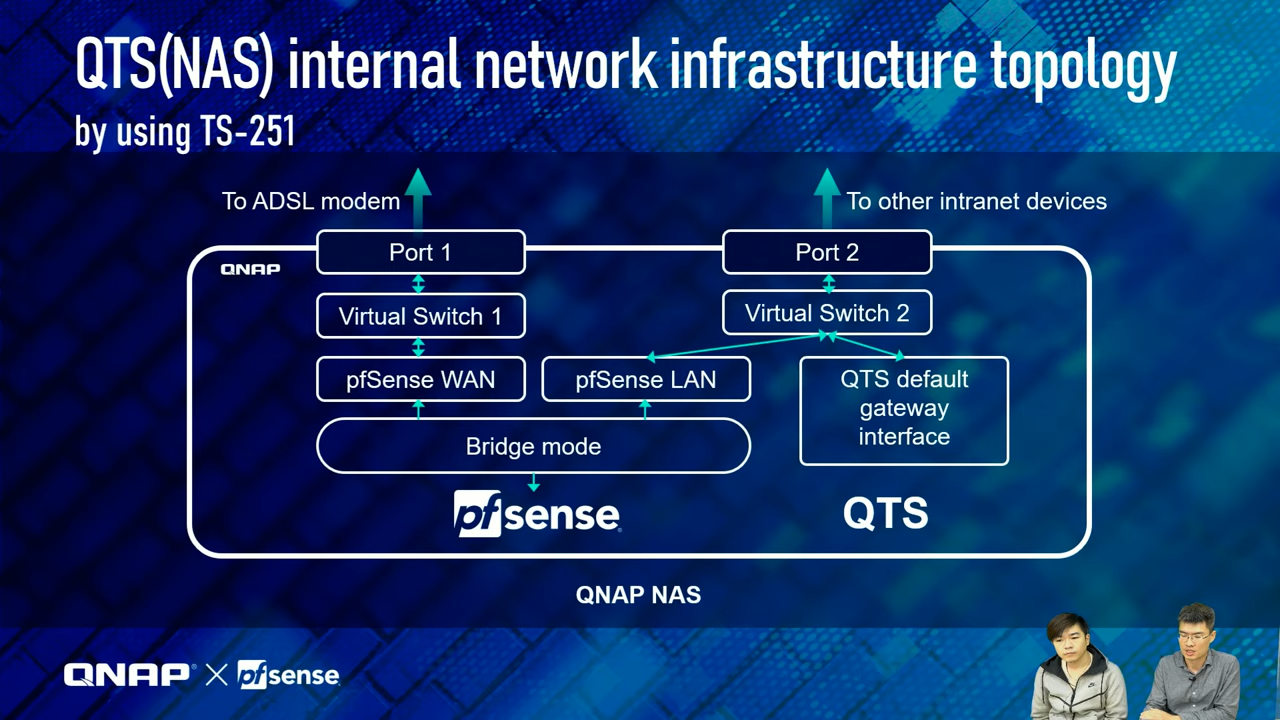 QTS(NAS) internal network infrastructure topology
by using TS-251
To ADSL modem
To other intranet devices
Port 1
Port 2
QNAP
Virtual Switch 1
Virtual Switch 2
pfSense WAN
pfSense LAN
QTS default
gateway
interface
Bridge mode
pfsense
QTS
QNAP NAS
QNAP × pfsense